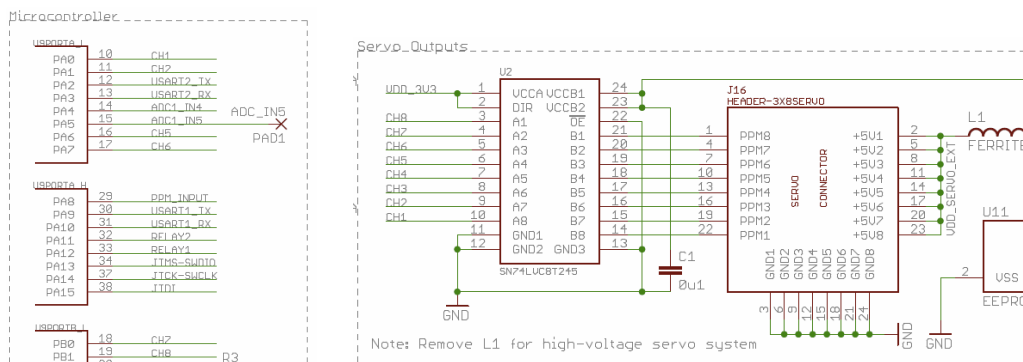 Microcontroller
U9PORTA_L
PA0 10 CH1
PA1 11 CH2
PA2 12 USART2_TX
PA3 13 USART2_RX
PA4 14 ADC1_IN4
PA5 15 ADC1_IN5
PA6 16 CH5
PA7 17 CH6
ADC_IN5
PAD1
U9PORTA_H
PA8 29 PPM_INPUT
PA9 30 USART1_TX
PA10 31 USART1_RX
PA11 32 RELAY2
PA12 33 RELAY1
PA13 34 JTMS-SWDIO
PA14 37 JTCK-SWCLK
PA15 38 JTDI
U9PORTB_L
PB0 18 CH7
PB1 19 CH8
R3
Servo Outputs
U2
VDD_3V3 1 VCCA VCCB1 24
2 DIR VCCB2 23
CH8 3 A1 OE 22
CH7 4 A2 B1 21
CH6 5 A3 B2 20
CH5 6 A4 B3 19
CH4 7 A5 B4 18
CH3 8 A6 B5 17
CH2 9 A7 B6 16
CH1 10 A8 B7 15
11 GND1 B8 14
12 GND2 GND3 13
SN74LVC8T245
C1
0u1
GND
J16
HEADER-3X8SERVO
1 PPM8 +5V1 2
4 PPM7 +5V2 5
7 PPM6 +5V3 8
10 PPM5 +5V4 11
13 PPM4 +5V5 14
16 PPM3 +5V6 17
19 PPM2 +5V7 20
22 PPM1 +5V8 23
SERVO
CONNECTOR
GND1 GND2 GND3 GND4 GND5 GND6 GND7 GND8
3 6 9 12 15 18 21 24
GND
VDD_SERVO_EXT
L1
FERRITE
U11
2 VSS
EEPRO
GND
Note: Remove L1 for high-voltage servo system